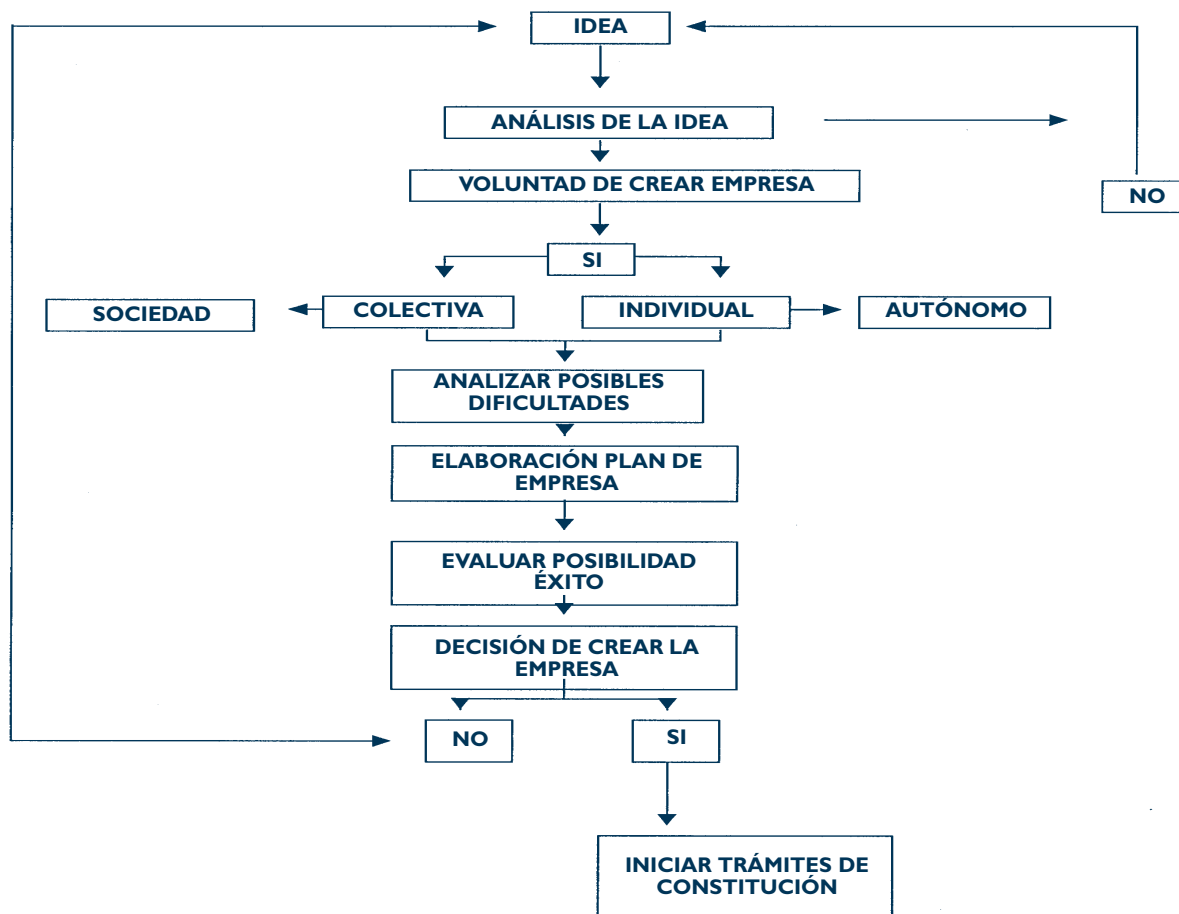 IDEA
ANÁLISIS DE LA IDEA
VOLUNTAD DE CREAR EMPRESA
NO
SI
SOCIEDAD
COLECTIVA
INDIVIDUAL
AUTÓNOMO
ANALIZAR POSIBLES
DIFICULTADES
ELABORACIÓN PLAN DE
EMPRESA
EVALUAR POSIBILIDAD
ÉXITO
DECISIÓN DE CREAR LA
EMPRESA
NO
SI
INICIAR TRÁMITES DE
CONSTITUCIÓN